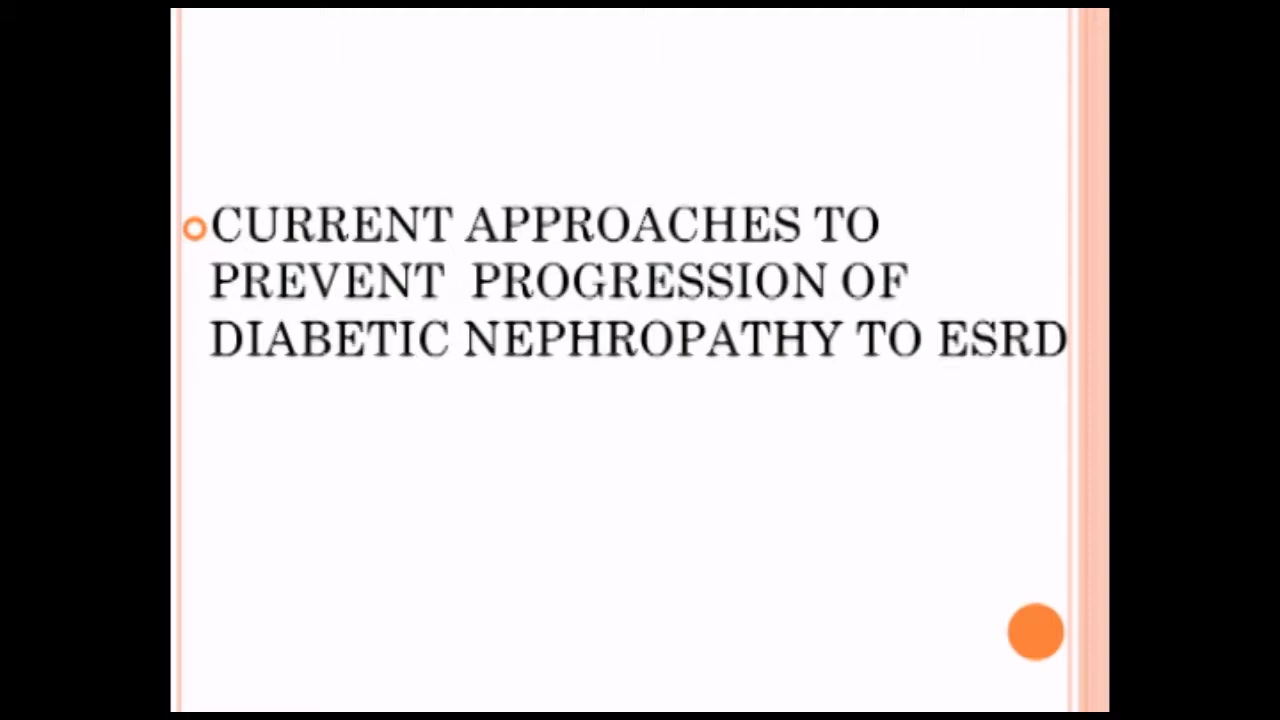 CURRENT APPROACHES TO
PREVENT PROGRESSION OF
DIABETIC NEPHROPATHY TO ESRD